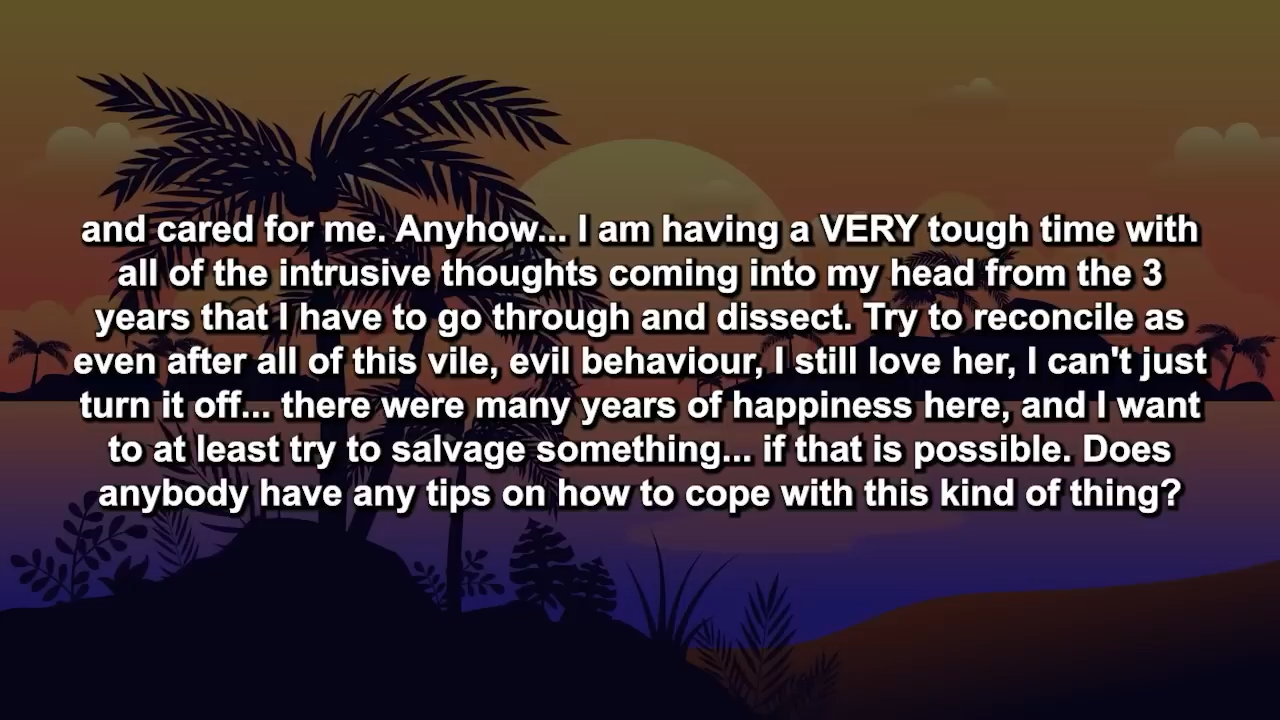 and cared for me. Anyhow... I am having a VERY tough time with
all of the intrusive thoughts coming into my head from the 3
years that I have to go through and dissect. Try to reconcile as
even after all of this vile, evil behaviour, I still love her, I can't just
turn it off... there were many years of happiness here, and I want
to at least try to salvage something... if that is possible. Does
anybody have any tips on how to cope with this kind of thing?